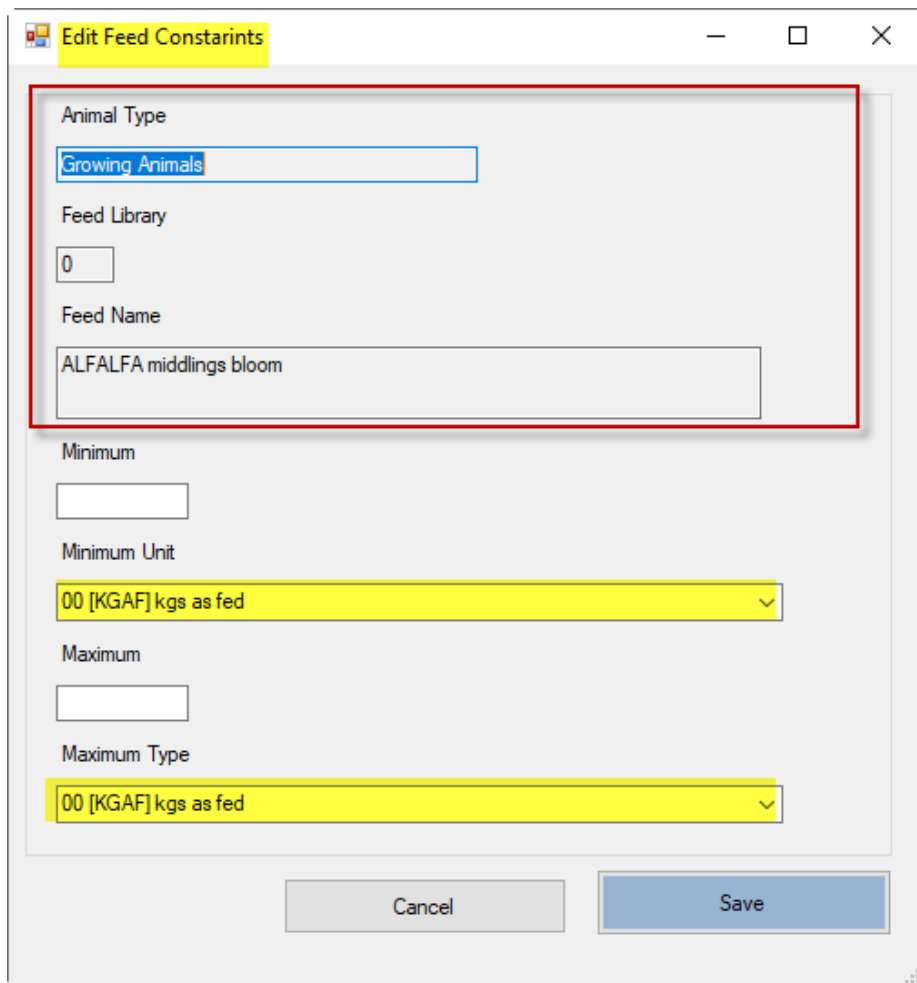 Edit Feed Constarints
Animal Type
Growing Animals
Feed Library
0
Feed Name
ALFALFA middlings bloom
Minimum
Minimum Unit
00 [KGAF] kgs as fed
Maximum
Maximum Type
00 [KGAF] kgs as fed
Cancel
Save